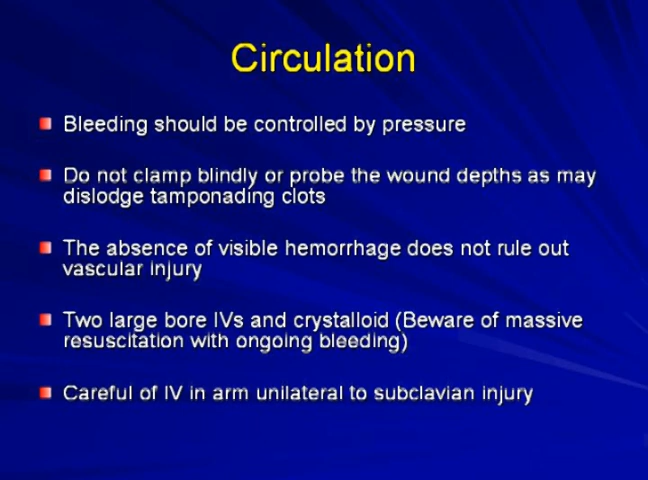 Circulation
Bleeding should be controlled by pressure
Do not clamp blindly or probe the wound depths as may
dislodge tamponading clots
The absence of visible hemorrhage does not rule out
vascular injury
Two large bore IVs and crystalloid (Beware of massive
resuscitation with ongoing bleeding)
Careful of IV in arm unilateral to subclavian injury